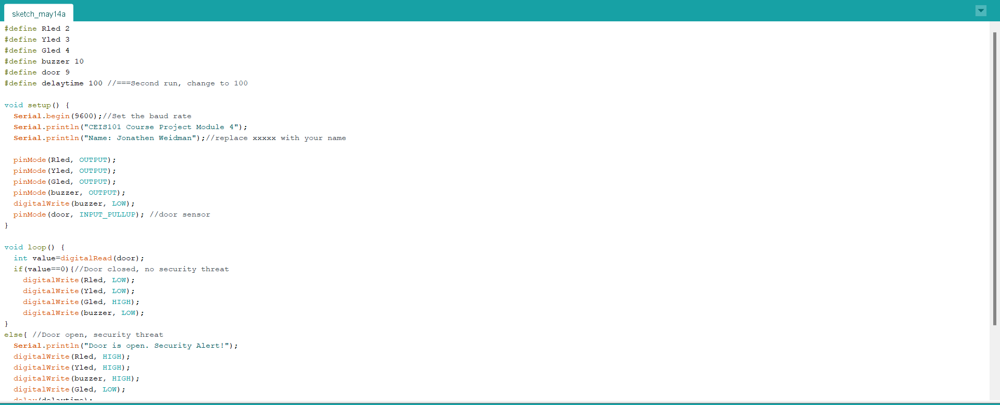 sketch_may14a
#define Rled 2
#define Yled 3
#define Gled 4
#define buzzer 10
#define door 9
#define delaytime 100 //===Second run, change to 100
void setup() {
  Serial.begin(9600);//Set the baud rate
  Serial.println("CEIS101 Course Project Module 4");
  Serial.println("Name: Jonathen Weidman");//replace xxxxx with your name
  pinMode(Rled, OUTPUT);
  pinMode(Yled, OUTPUT);
  pinMode(Gled, OUTPUT);
  pinMode(buzzer, OUTPUT);
  digitalWrite(buzzer, LOW);
  pinMode(door, INPUT_PULLUP); //door sensor
}
void loop() {
  int value=digitalRead(door);
  if(value==0){//Door closed, no security threat
    digitalWrite(Rled, LOW);
    digitalWrite(Yled, LOW);
    digitalWrite(Gled, HIGH);
    digitalWrite(buzzer, LOW);
}
else{ //Door open, security threat
  Serial.println("Door is open. Security Alert!");
  digitalWrite(Rled, HIGH);
  digitalWrite(Yled, HIGH);
  digitalWrite(buzzer, HIGH);
  digitalWrite(Gled, LOW);
  delay(delaytime);